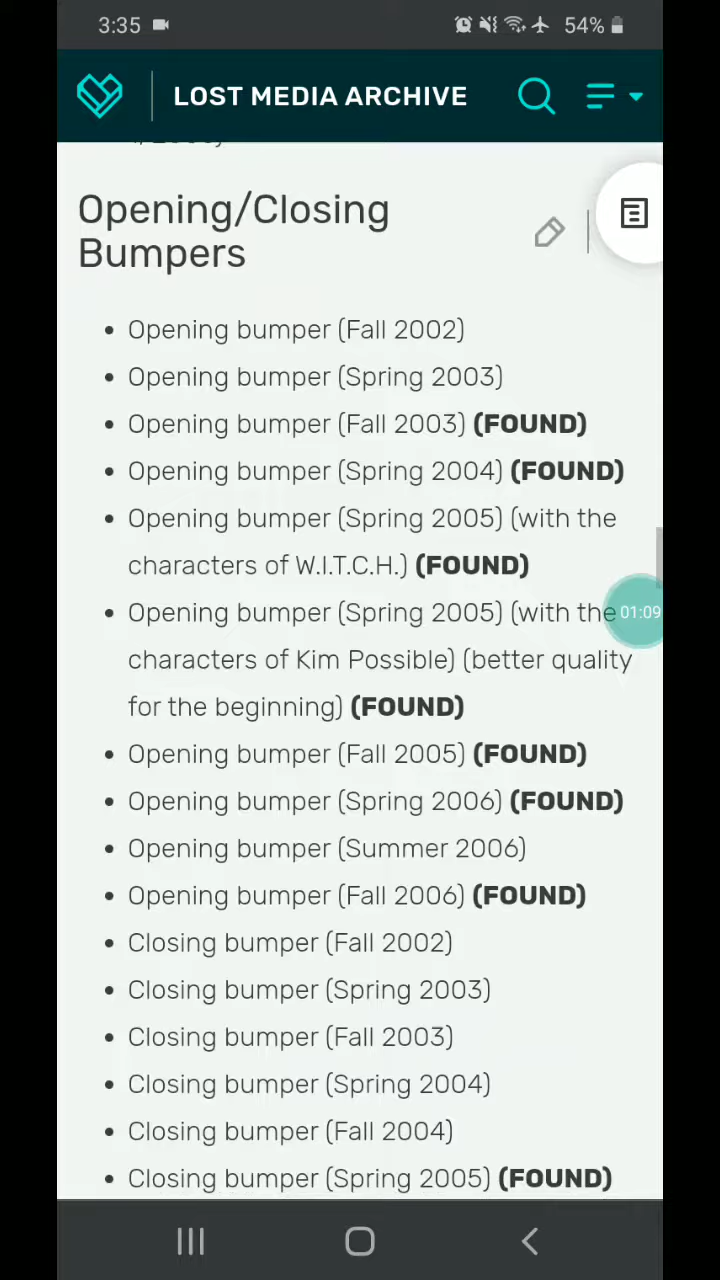 3:35
54%
LOST MEDIA ARCHIVE
Opening/Closing
Bumpers
• Opening bumper (Fall 2002)
• Opening bumper (Spring 2003)
• Opening bumper (Fall 2003) (FOUND)
• Opening bumper (Spring 2004) (FOUND)
• Opening bumper (Spring 2005) (with the
characters of W.I.T.C.H.) (FOUND)
• Opening bumper (Spring 2005) (with the
01:09
characters of Kim Possible) (better quality
for the beginning) (FOUND)
• Opening bumper (Fall 2005) (FOUND)
• Opening bumper (Spring 2006) (FOUND)
• Opening bumper (Summer 2006)
• Opening bumper (Fall 2006) (FOUND)
• Closing bumper (Fall 2002)
• Closing bumper (Spring 2003)
• Closing bumper (Fall 2003)
• Closing bumper (Spring 2004)
• Closing bumper (Fall 2004)
• Closing bumper (Spring 2005) (FOUND)